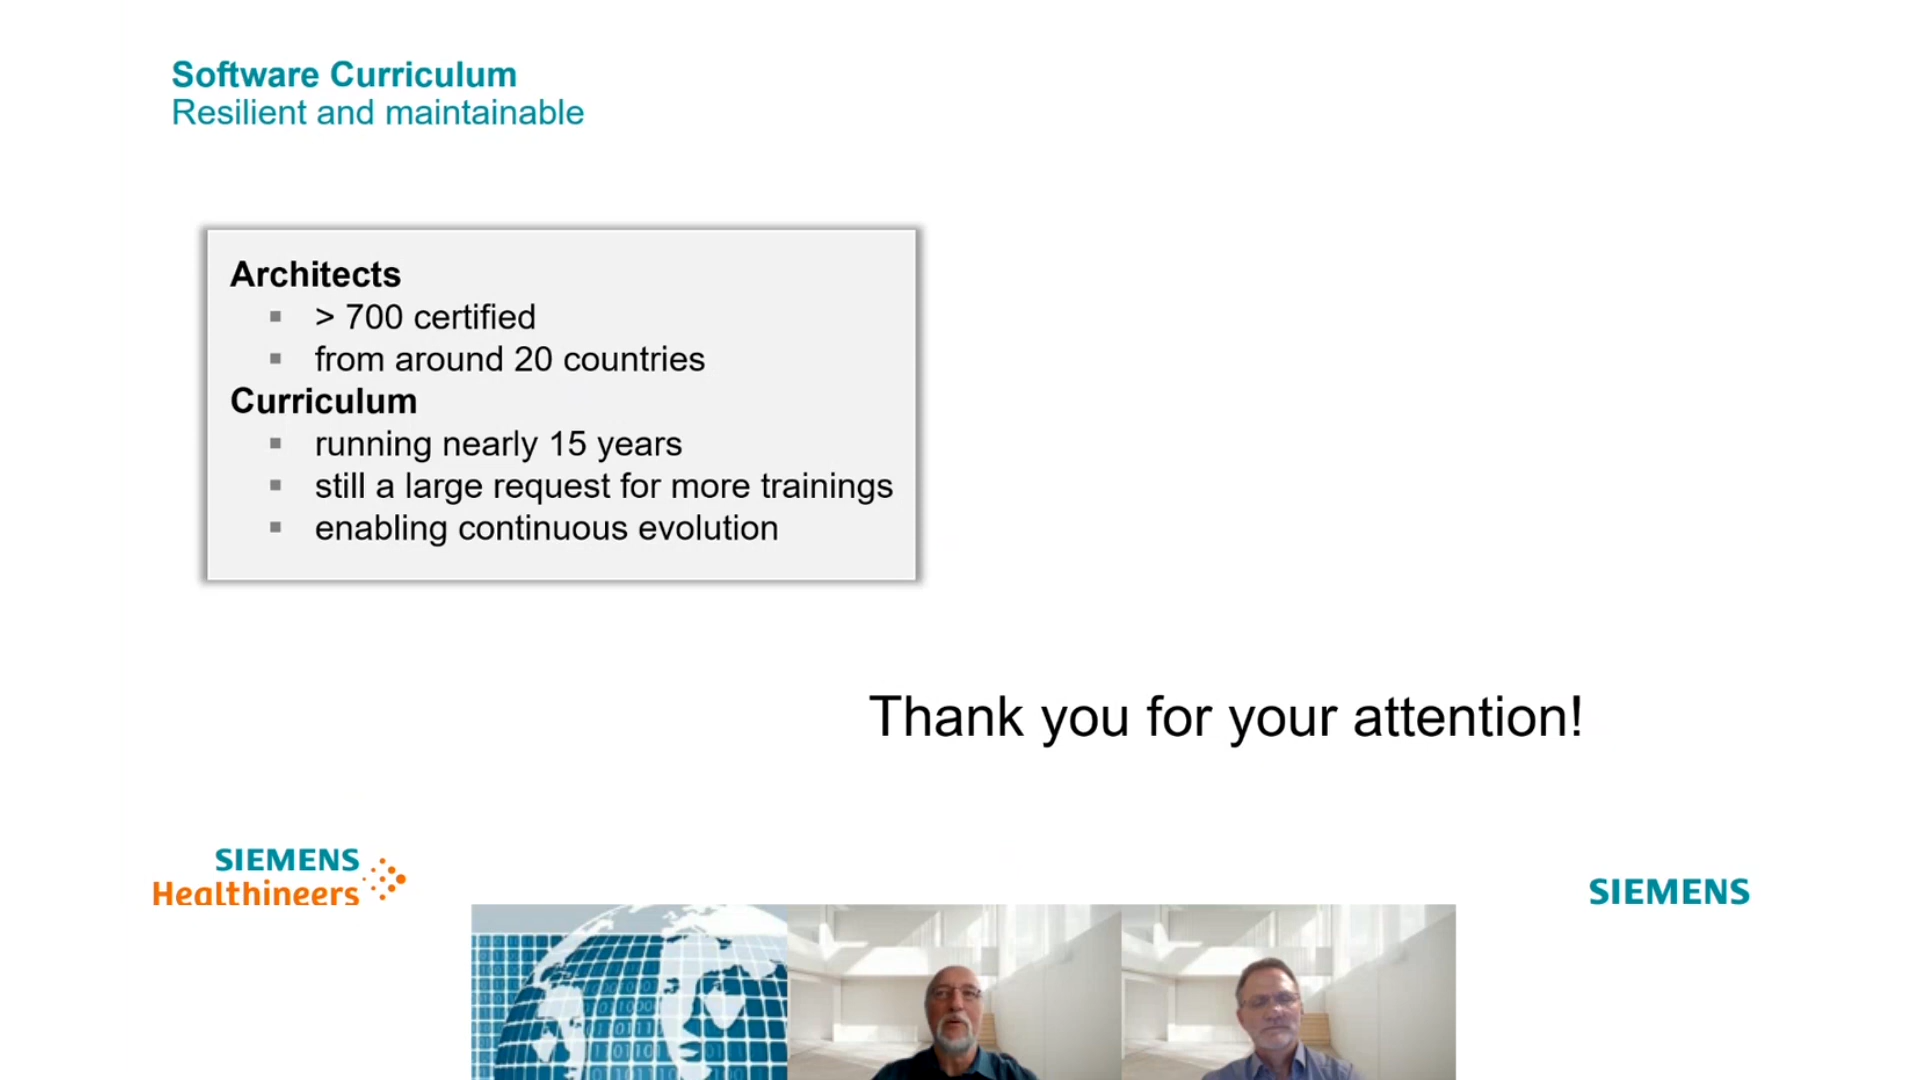 Software Curriculum
Resilient and maintainable
Architects
▪ > 700 certified
▪ from around 20 countries
Curriculum
▪ running nearly 15 years
▪ still a large request for more trainings
▪ enabling continuous evolution
Thank you for your attention!
SIEMENS
Healthineers
SIEMENS